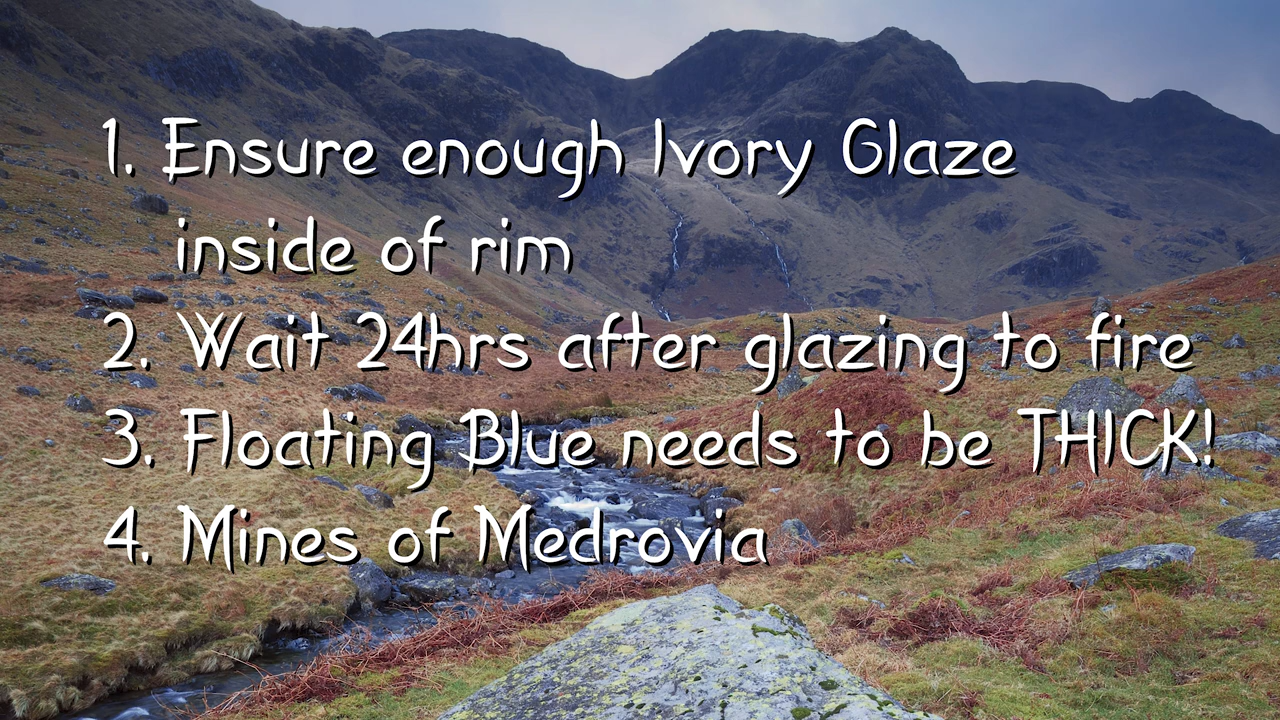 1. Ensure enough Ivory Glaze
inside of rim
2. Wait 24hrs after glazing to fire
3. Floating Blue needs to be THICK!
4. Mines of Medrovia